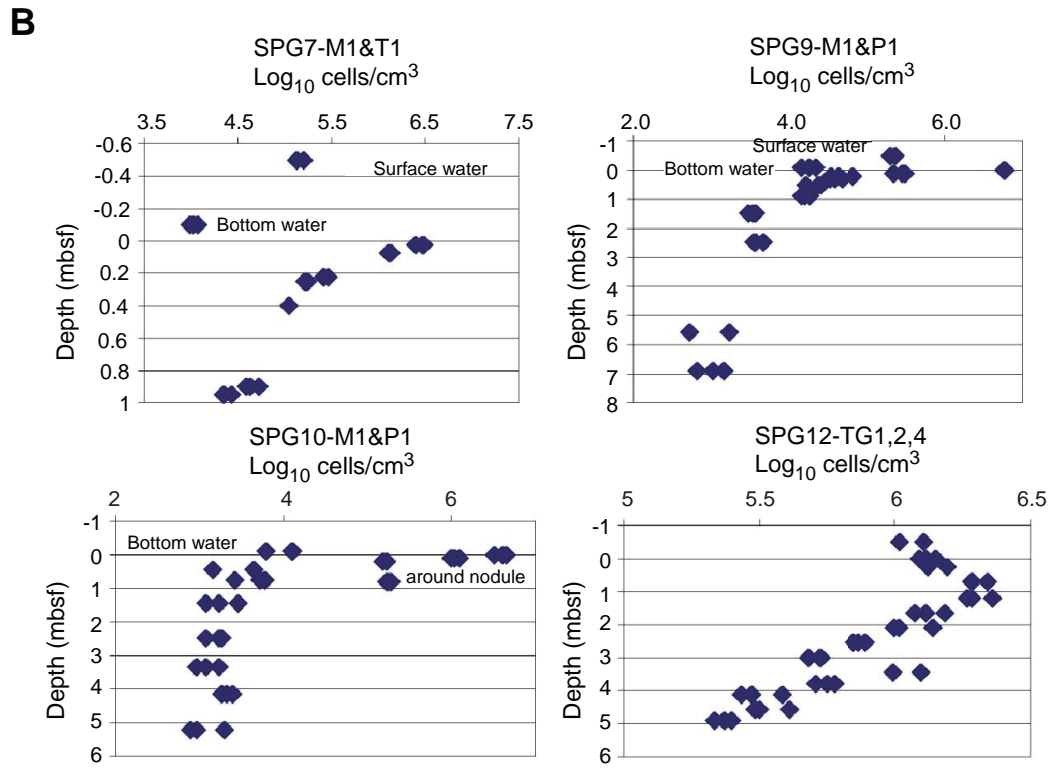 B
SPG7-M1&T1
Log10 cells/cm3
3.5 4.5 5.5 6.5 7.5
-0.6
-0.4
-0.2
0
0.2
0.4
0.6
0.8
1
Depth (mbsf)
Surface water
Bottom water
SPG9-M1&P1
Log10 cells/cm3
2.0 4.0 6.0
-1
0
1
2
3
4
5
6
7
8
Depth (mbsf)
Surface water
Bottom water
SPG10-M1&P1
Log10 cells/cm3
2 4 6
-1
0
1
2
3
4
5
6
Depth (mbsf)
Bottom water
around nodule
SPG12-TG1,2,4
Log10 cells/cm3
5 5.5 6 6.5
-1
0
1
2
3
4
5
6
Depth (mbsf)